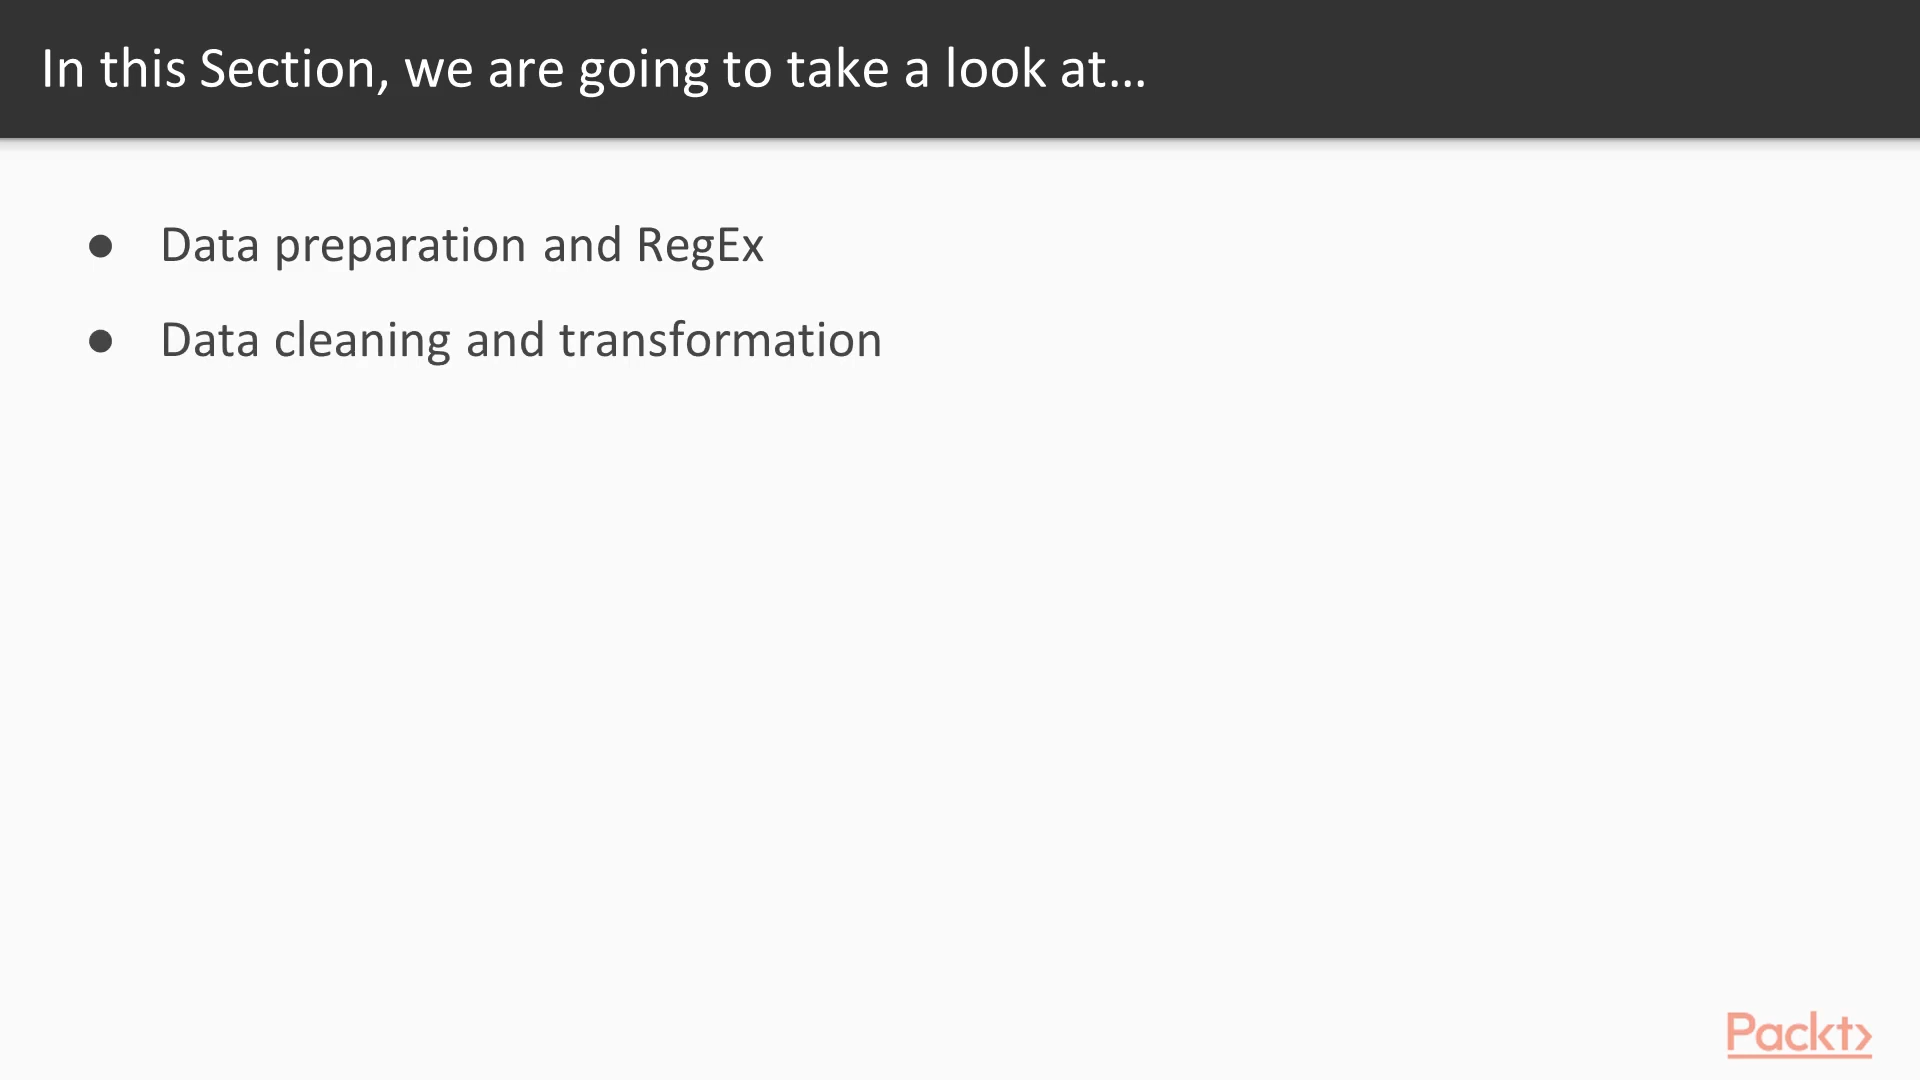 In this Section, we are going to take a look at...
● Data preparation and RegEx
● Data cleaning and transformation
Packt>